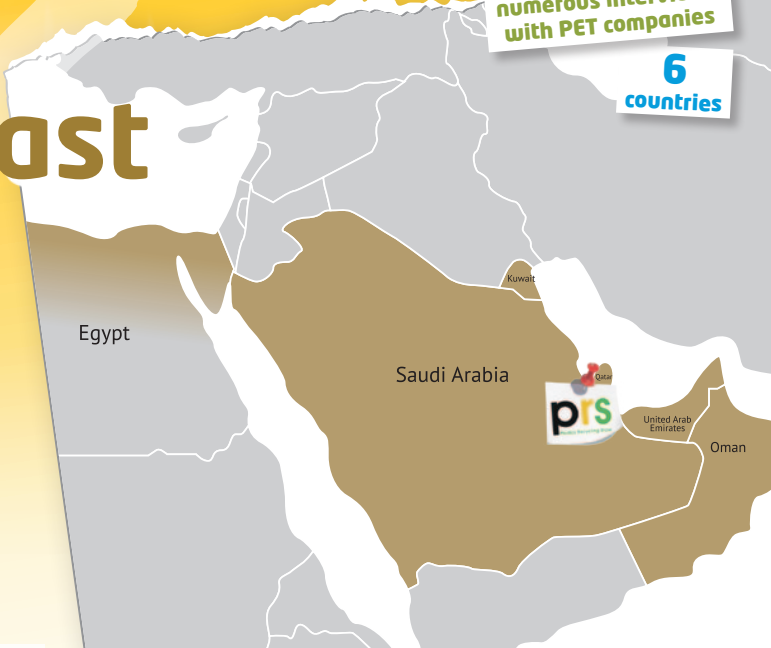 with PET companies
6
countries
ast
Kuwait
Egypt
Saudi Arabia
Qatar
prs
United Arab
Emirates
Oman